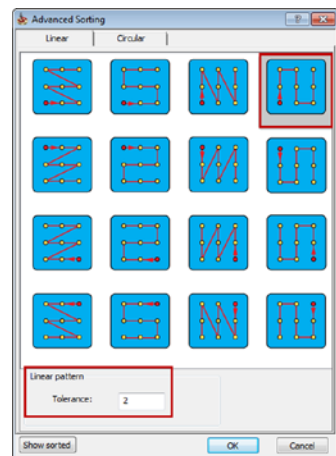 Advanced Sorting
Linear Circular
Linear pattern
Tolerance: 2
Show sorted OK Cancel